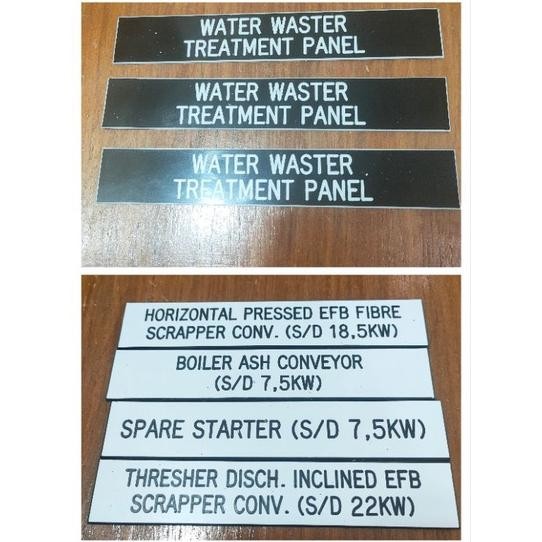 WATER WASTER
TREATMENT PANEL
WATER WASTER
TREATMENT PANEL
WATER WASTER
TREATMENT PANEL
HORIZONTAL PRESSED EFB FIBRE
SCRAPPER CONV. (S/D 18,5KW)
BOILER ASH CONVEYOR
(S/D 7,5KW)
SPARE STARTER (S/D 7,5KW)
THRESHER DISCH. INCLINED EFB
SCRAPPER CONV. (S/D 22KW)